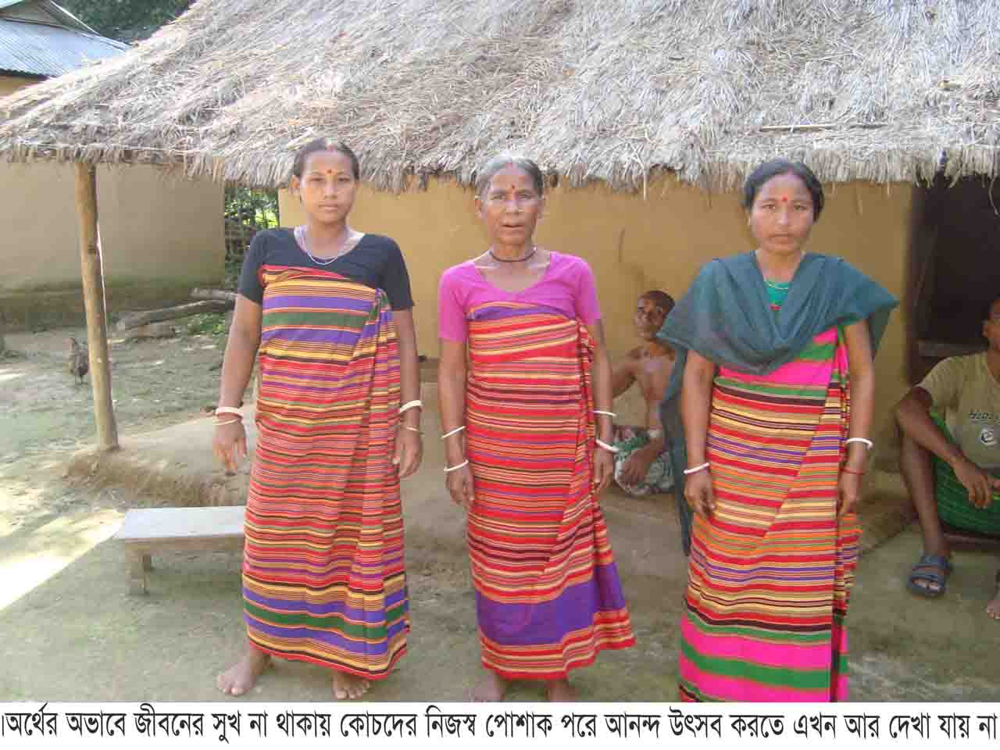 ।অর্থের অভাবে জীবনের সুখ না থাকায় কোচদের নিজস্ব পোশাক পরে আনন্দ উৎসব করতে এখন আর দেখা যায় না